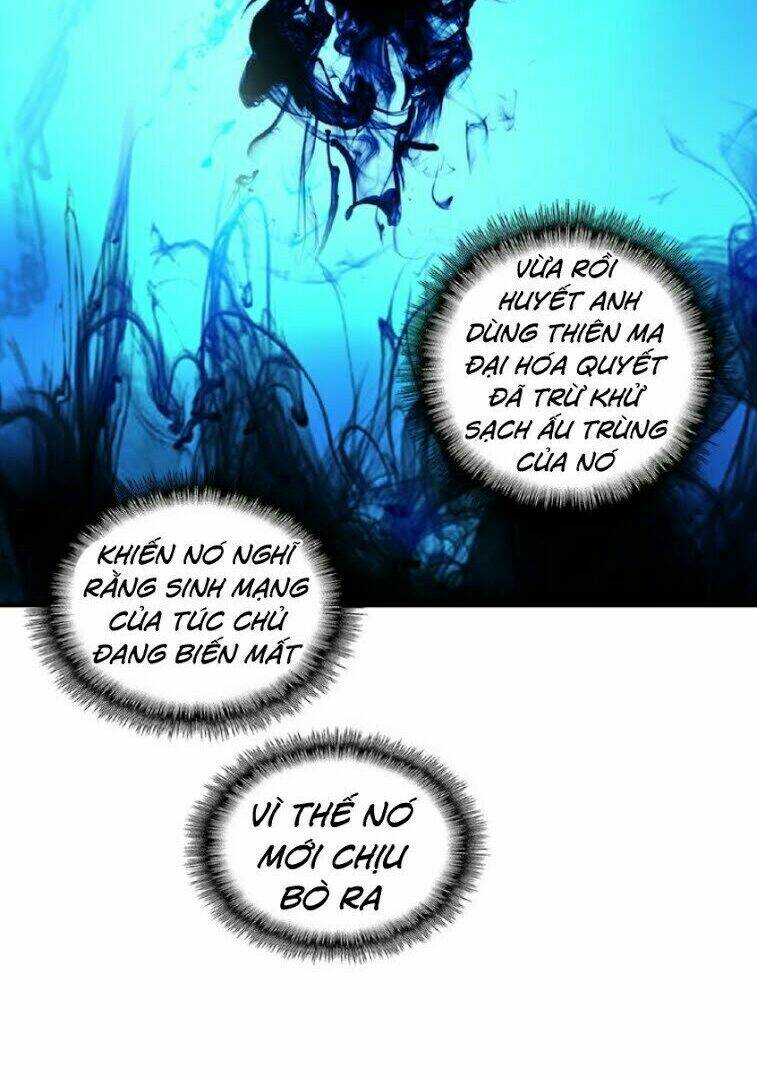 VỪA RỒI
HUYẾT ANH
DÙNG THIÊN MA
ĐẠI HÓA QUYẾT
ĐÃ TRỪ KHỬ
SẠCH ẤU TRÙNG
CỦA NÓ
KHIẾN NÓ NGHĨ
RẰNG SINH MẠNG
CỦA TÚC CHỦ
ĐANG BIẾN MẤT
VÌ THẾ NÓ
MỚI CHỊU
BÒ RA